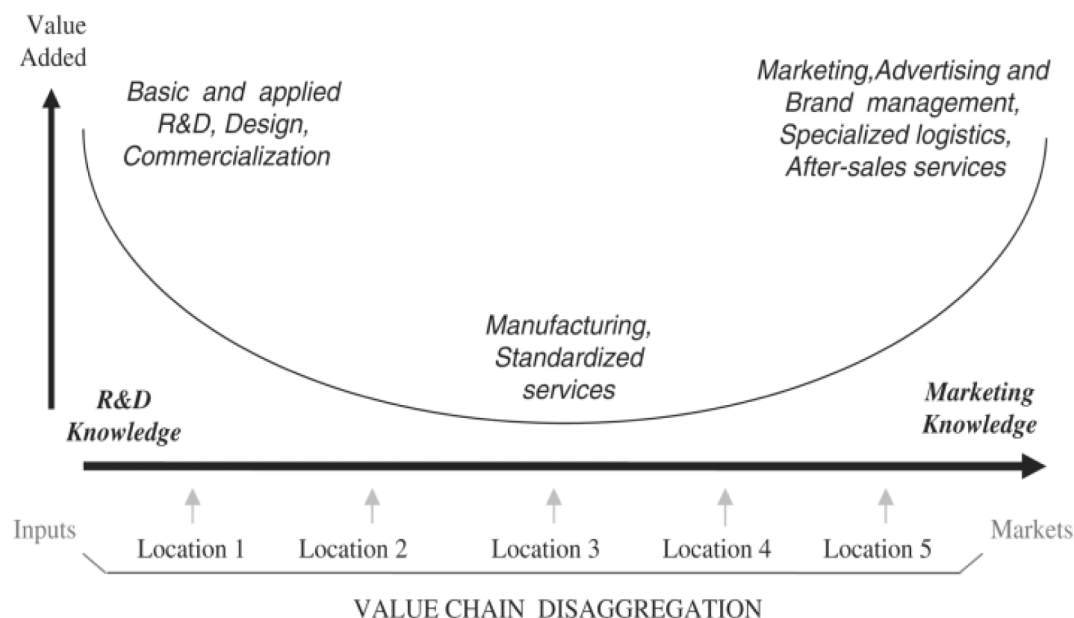 Value
Added
Basic and applied
R&D, Design,
Commercialization
Marketing,Advertising and
Brand management,
Specialized logistics,
After-sales services
Manufacturing,
Standardized
services
R&D
Knowledge
Marketing
Knowledge
Inputs
Markets
Location 1
Location 2
Location 3
Location 4
Location 5
VALUE CHAIN DISAGGREGATION